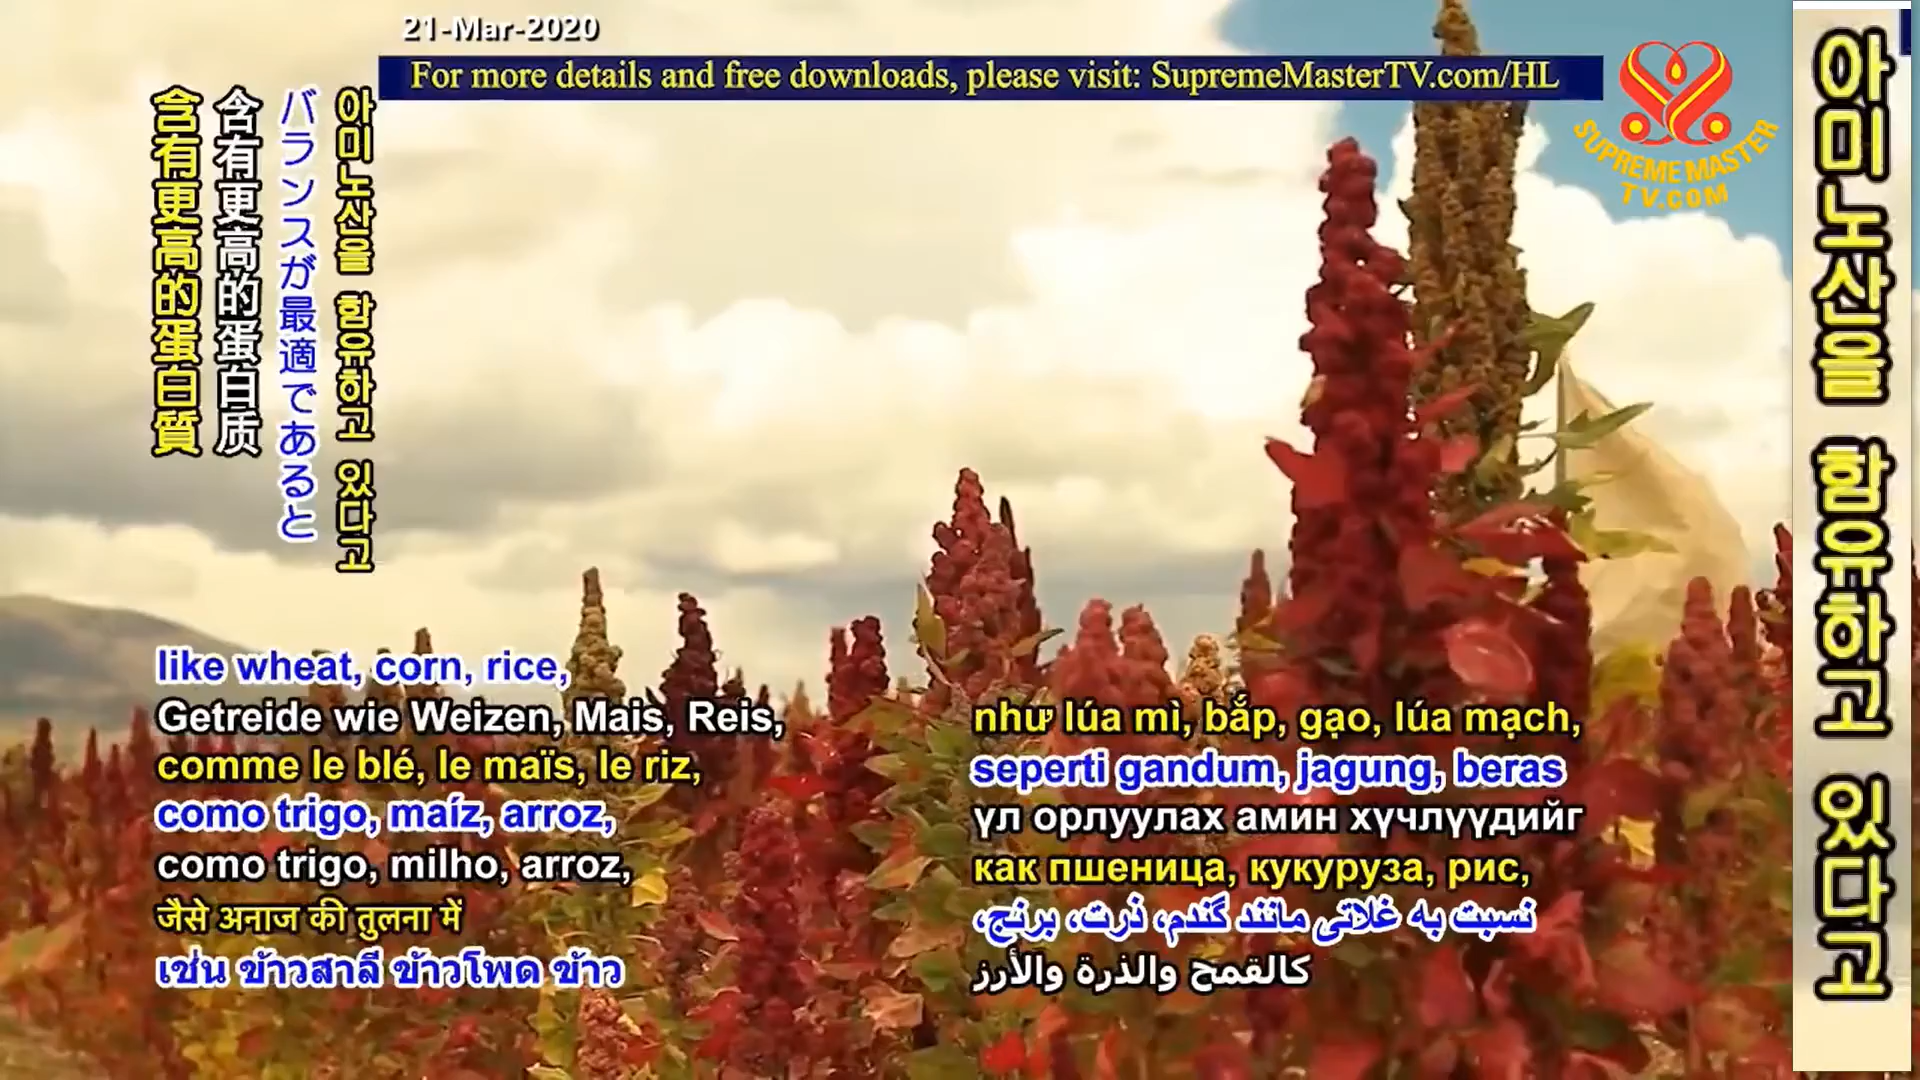 21-Mar-2020
For more details and free downloads, please visit: SupremeMasterTV.com/HL
SUPREME MASTER
TV.COM
아미노산을 함유하고 있다고
バランスが最適であると
含有更高的蛋白质
含有更高的蛋白質
아미노산을 함유하고 있다고
like wheat, corn, rice,
Getreide wie Weizen, Mais, Reis,
comme le blé, le maïs, le riz,
como trigo, maíz, arroz,
como trigo, milho, arroz,
जैसे अनाज की तुलना में
เช่น ข้าวสาลี ข้าวโพด ข้าว
như lúa mì, bắp, gạo, lúa mạch,
seperti gandum, jagung, beras
үл орлуулах амин хүчлүүдийг
как пшеница, кукуруза, рис,
نسبت به غلاتی مانند گندم، ذرت، برنج،
كالقمح والذرة والأرز